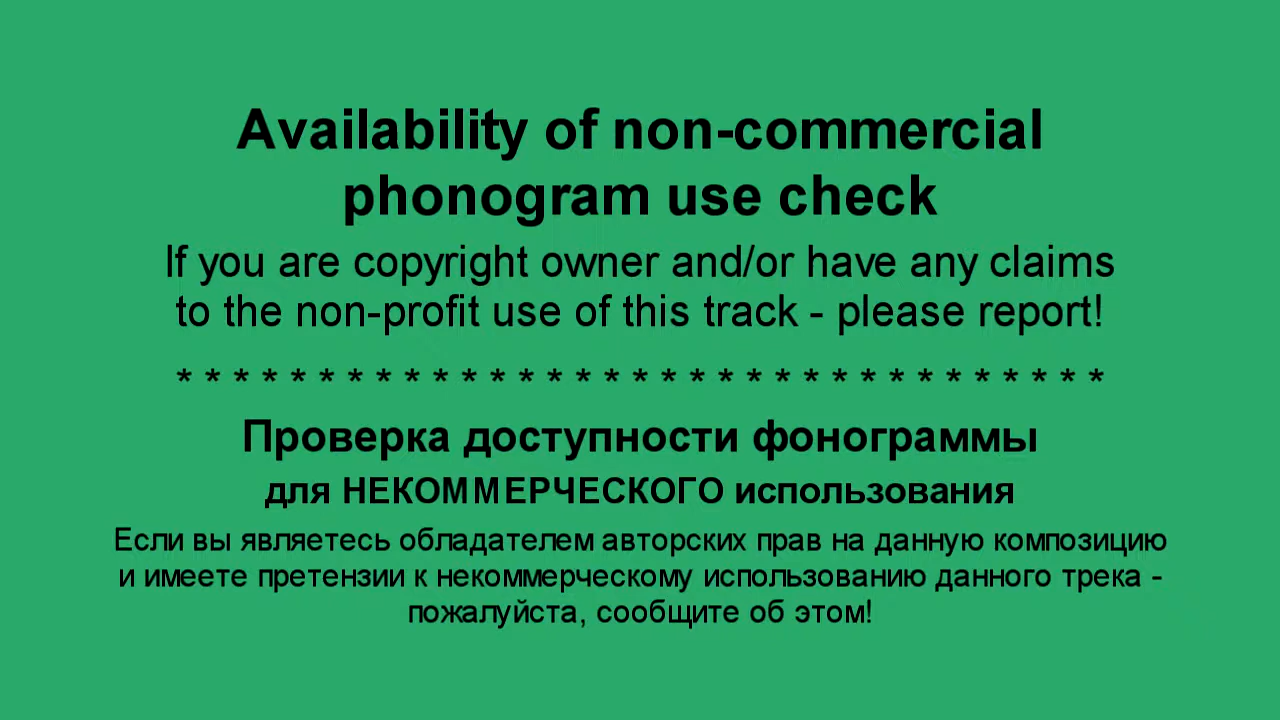 Availability of non-commercial
phonogram use check
If you are copyright owner and/or have any claims
to the non-profit use of this track - please report!
* * * * * * * * * * * * * * * * * * * * * * * * * * * * * * * * *
Проверка доступности фонограммы
для НЕКОММЕРЧЕСКОГО использования
Если вы являетесь обладателем авторских прав на данную композицию
и имеете претензии к некоммерческому использованию данного трека -
пожалуйста, сообщите об этом!